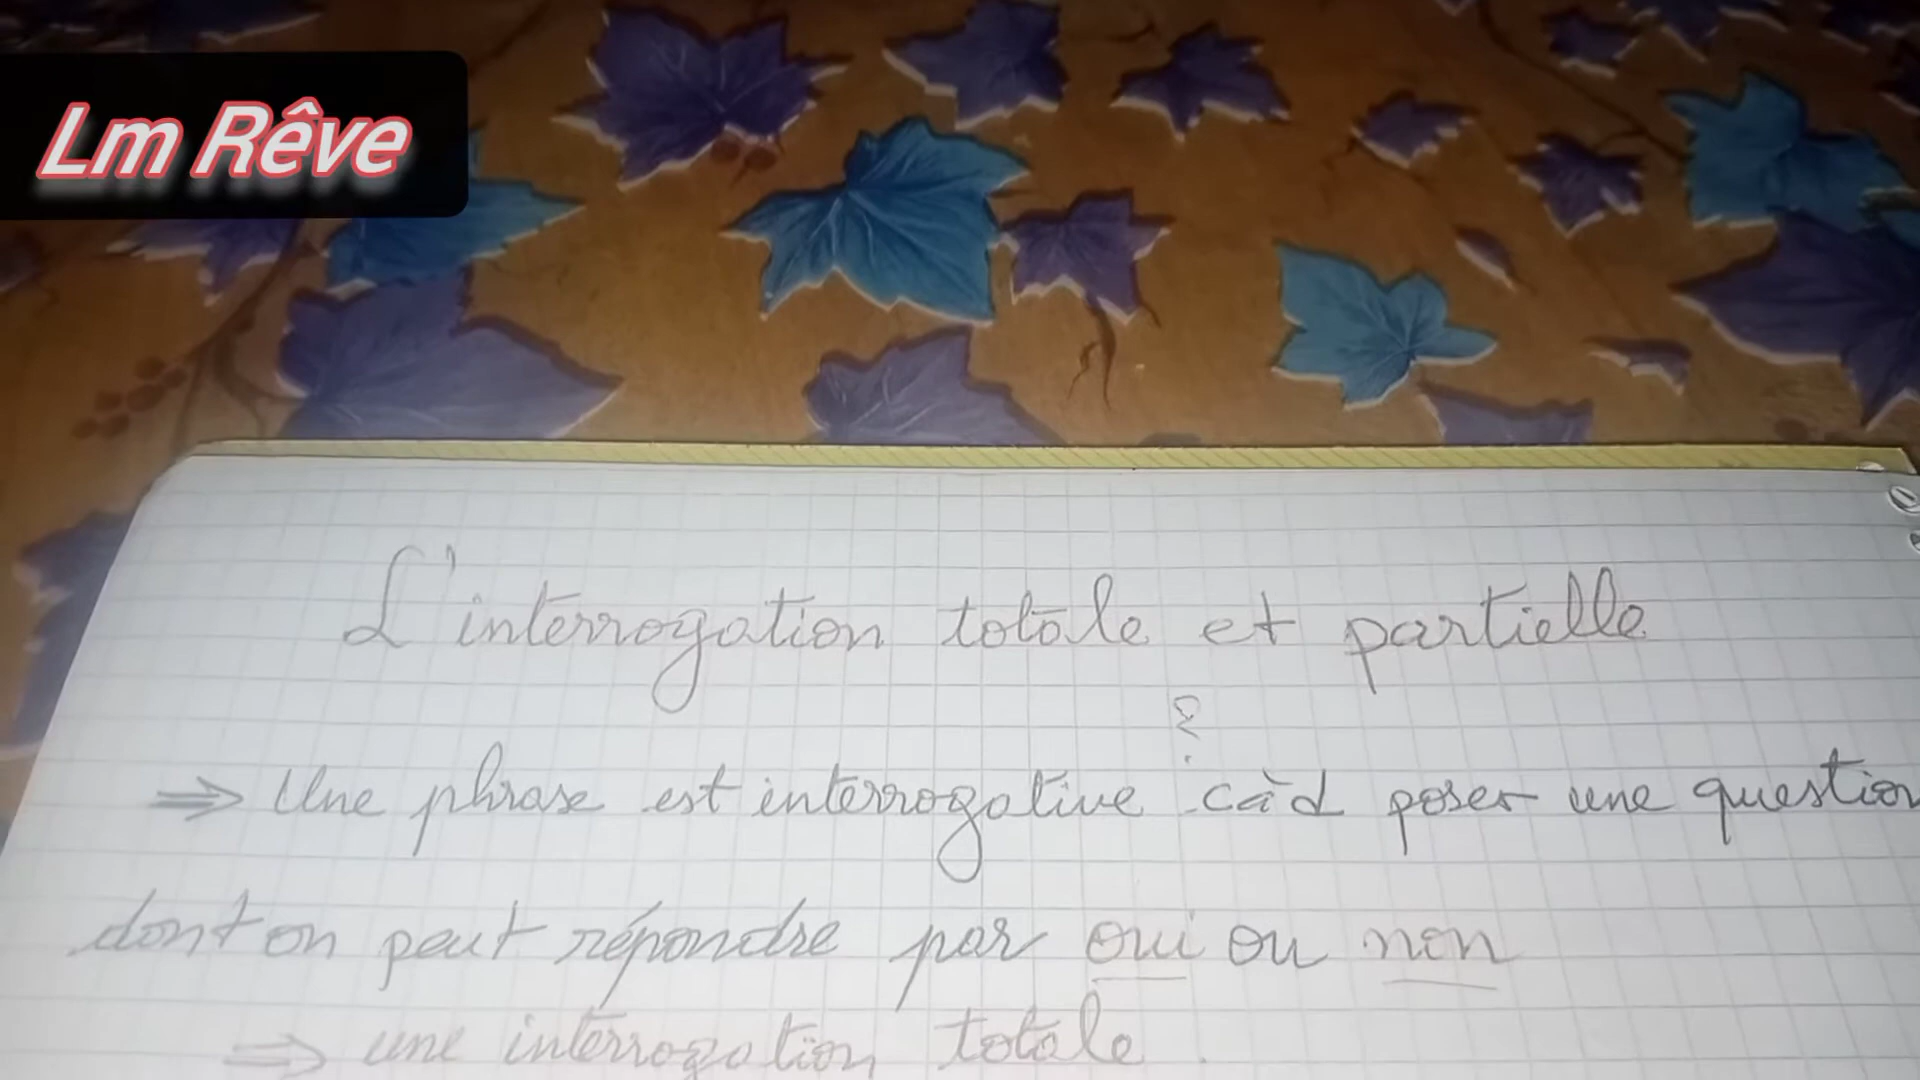 Lm Rêve
L'interrogation totale et partielle
?
⇒ Une phrase est interrogative càd poser une question
dont on peut répondre par oui ou non
⇒ une interrogation totale.